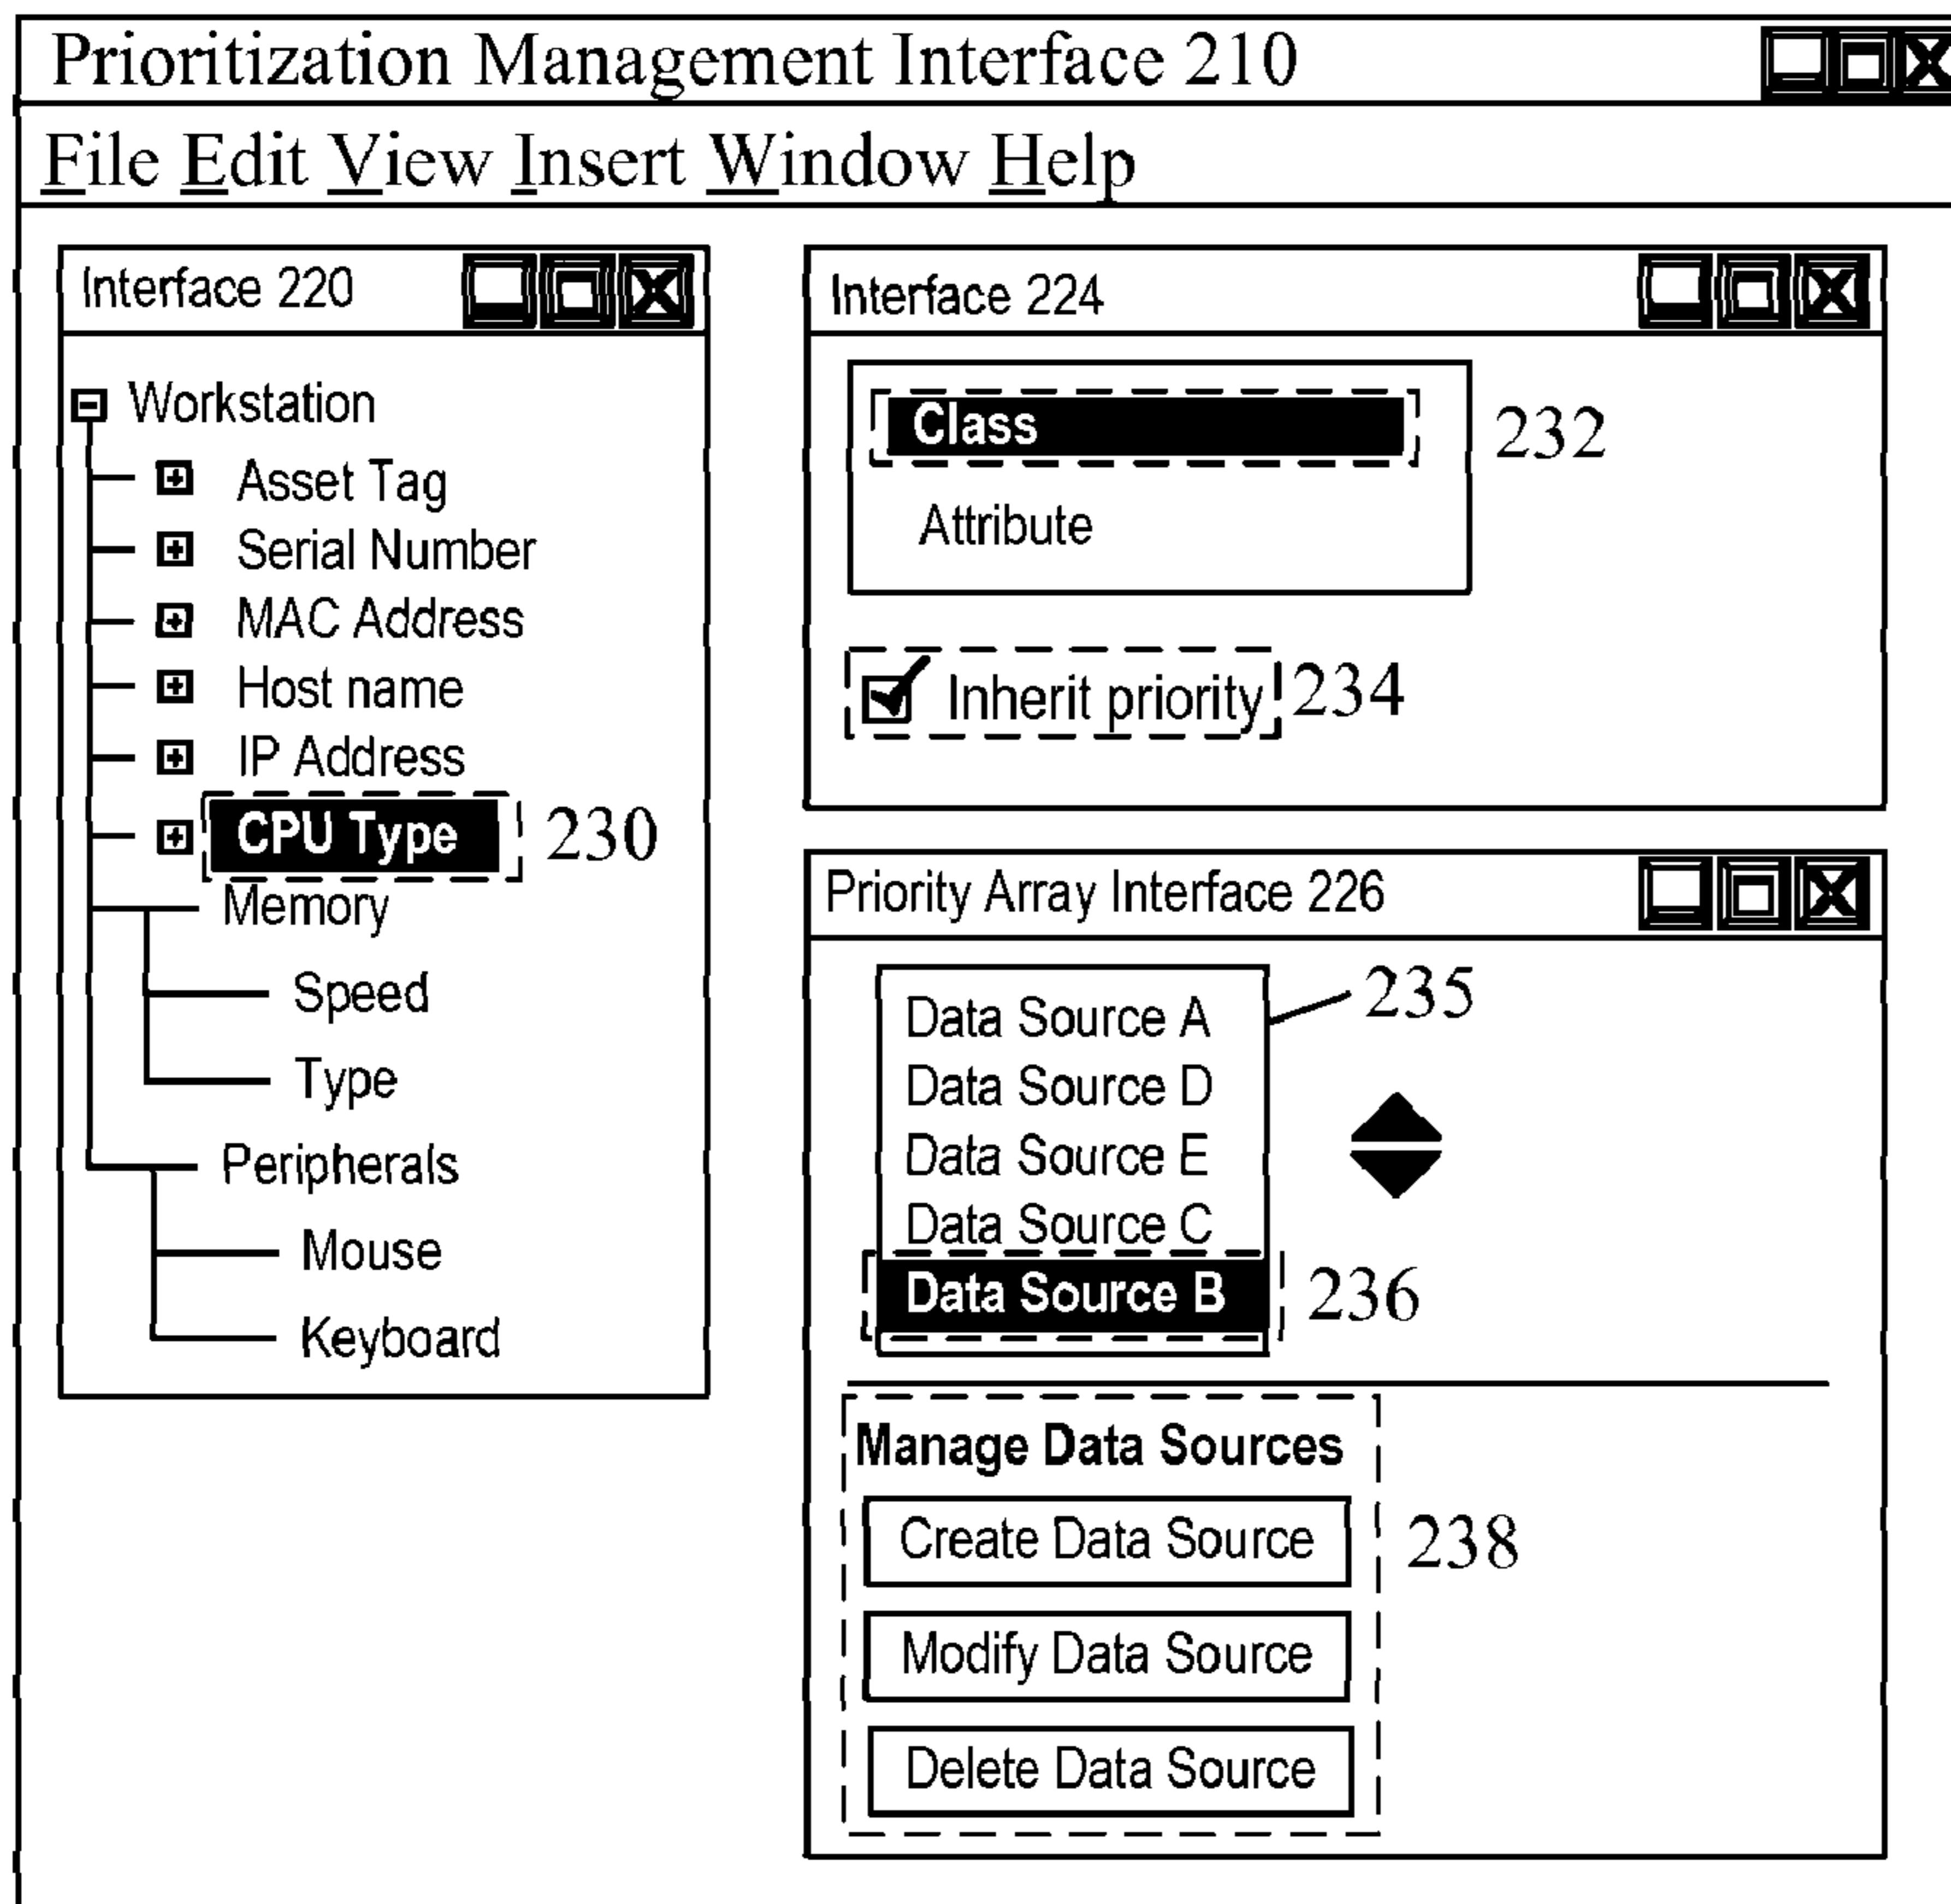 Prioritization Management Interface 210
File Edit View Insert Window Help
Interface 220
Workstation
Asset Tag
Serial Number
MAC Address
Host name
IP Address
CPU Type 230
Memory
Speed
Type
Peripherals
Mouse
Keyboard
Interface 224
Class
232
Attribute
Inherit priority 234
Priority Array Interface 226
Data Source A
235
Data Source D
Data Source E
Data Source C
Data Source B 236
Manage Data Sources
Create Data Source
238
Modify Data Source
Delete Data Source